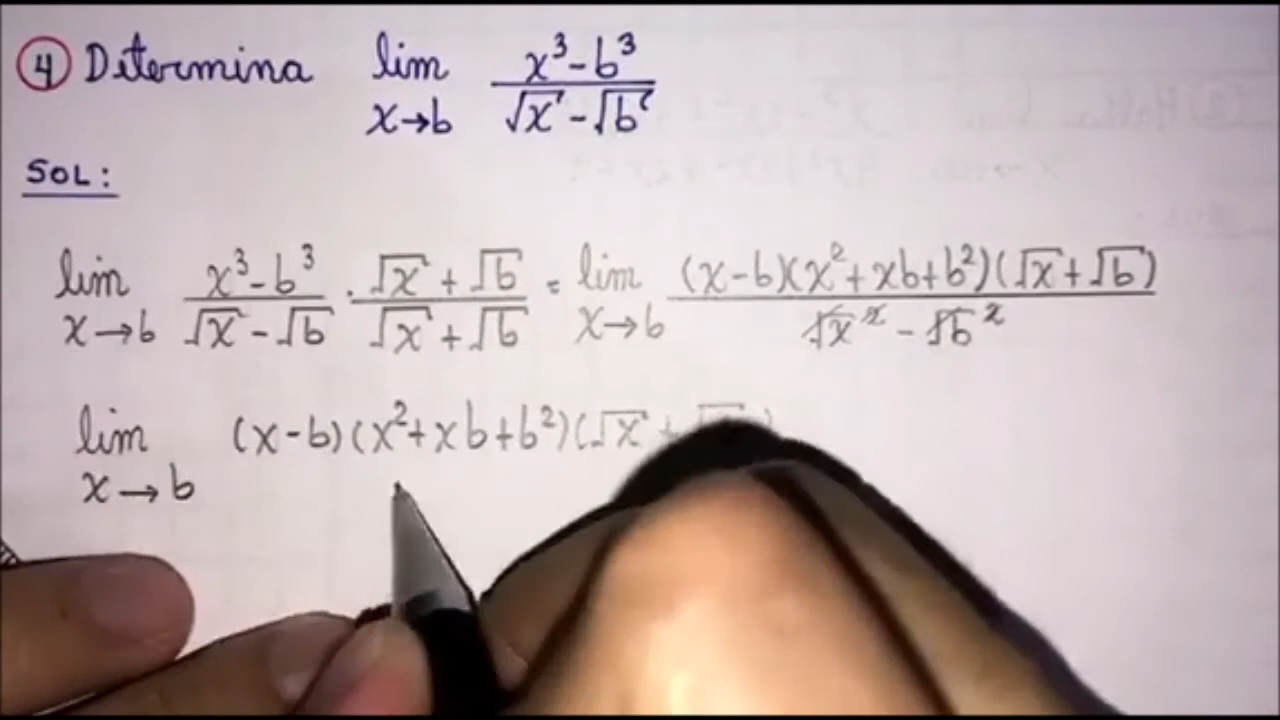 ④ Determina lim x→b (x³-b³)/(√x-√b)
SOL:
lim x→b (x³-b³)/(√x-√b) · (√x+√b)/(√x+√b) = lim x→b (x-b)(x²+xb+b²)(√x+√b)/(√x²-√b²)
lim x→b (x-b)(x²+xb+b²)(√x+